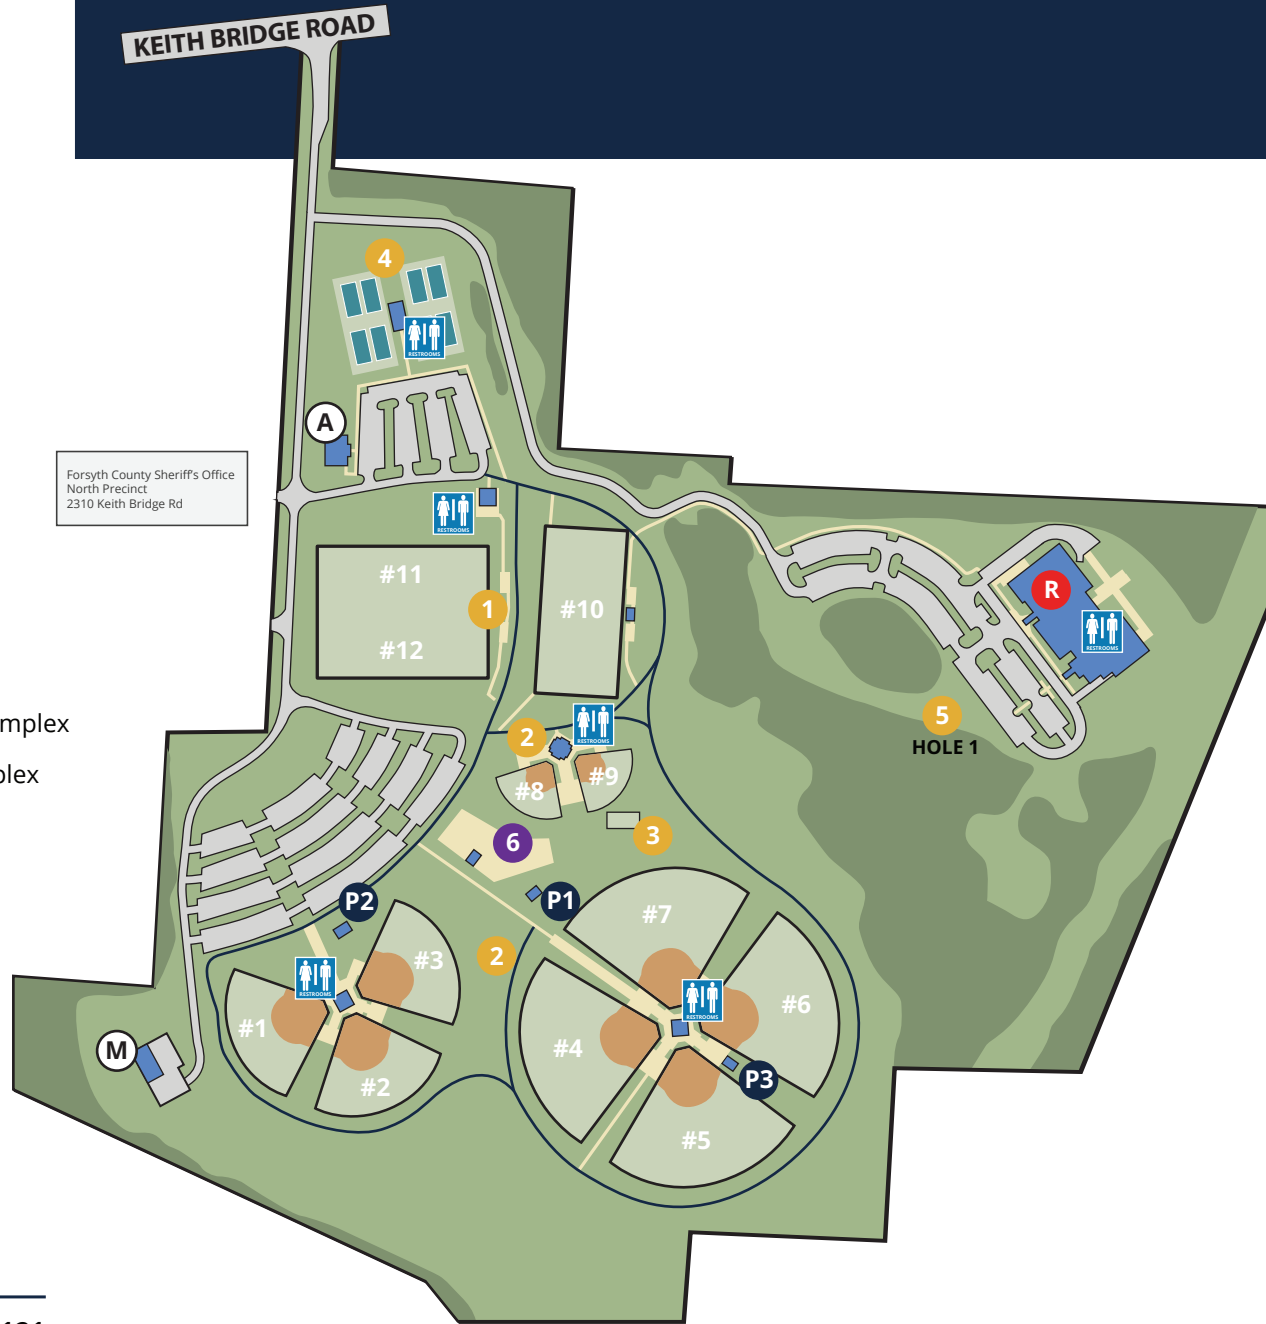 KEITH BRIDGE ROAD
4
RESTROOMS
A
Forsyth County Sheriff's Office
North Precinct
2310 Keith Bridge Rd
RESTROOMS
#11
1
#10
#12
R
RESTROOMS
5
HOLE 1
2
RESTROOMS
#8
#9
3
6
P2
P1
#7
#3
2
RESTROOMS
#1
#2
RESTROOMS
#6
#4
P3
#5
M